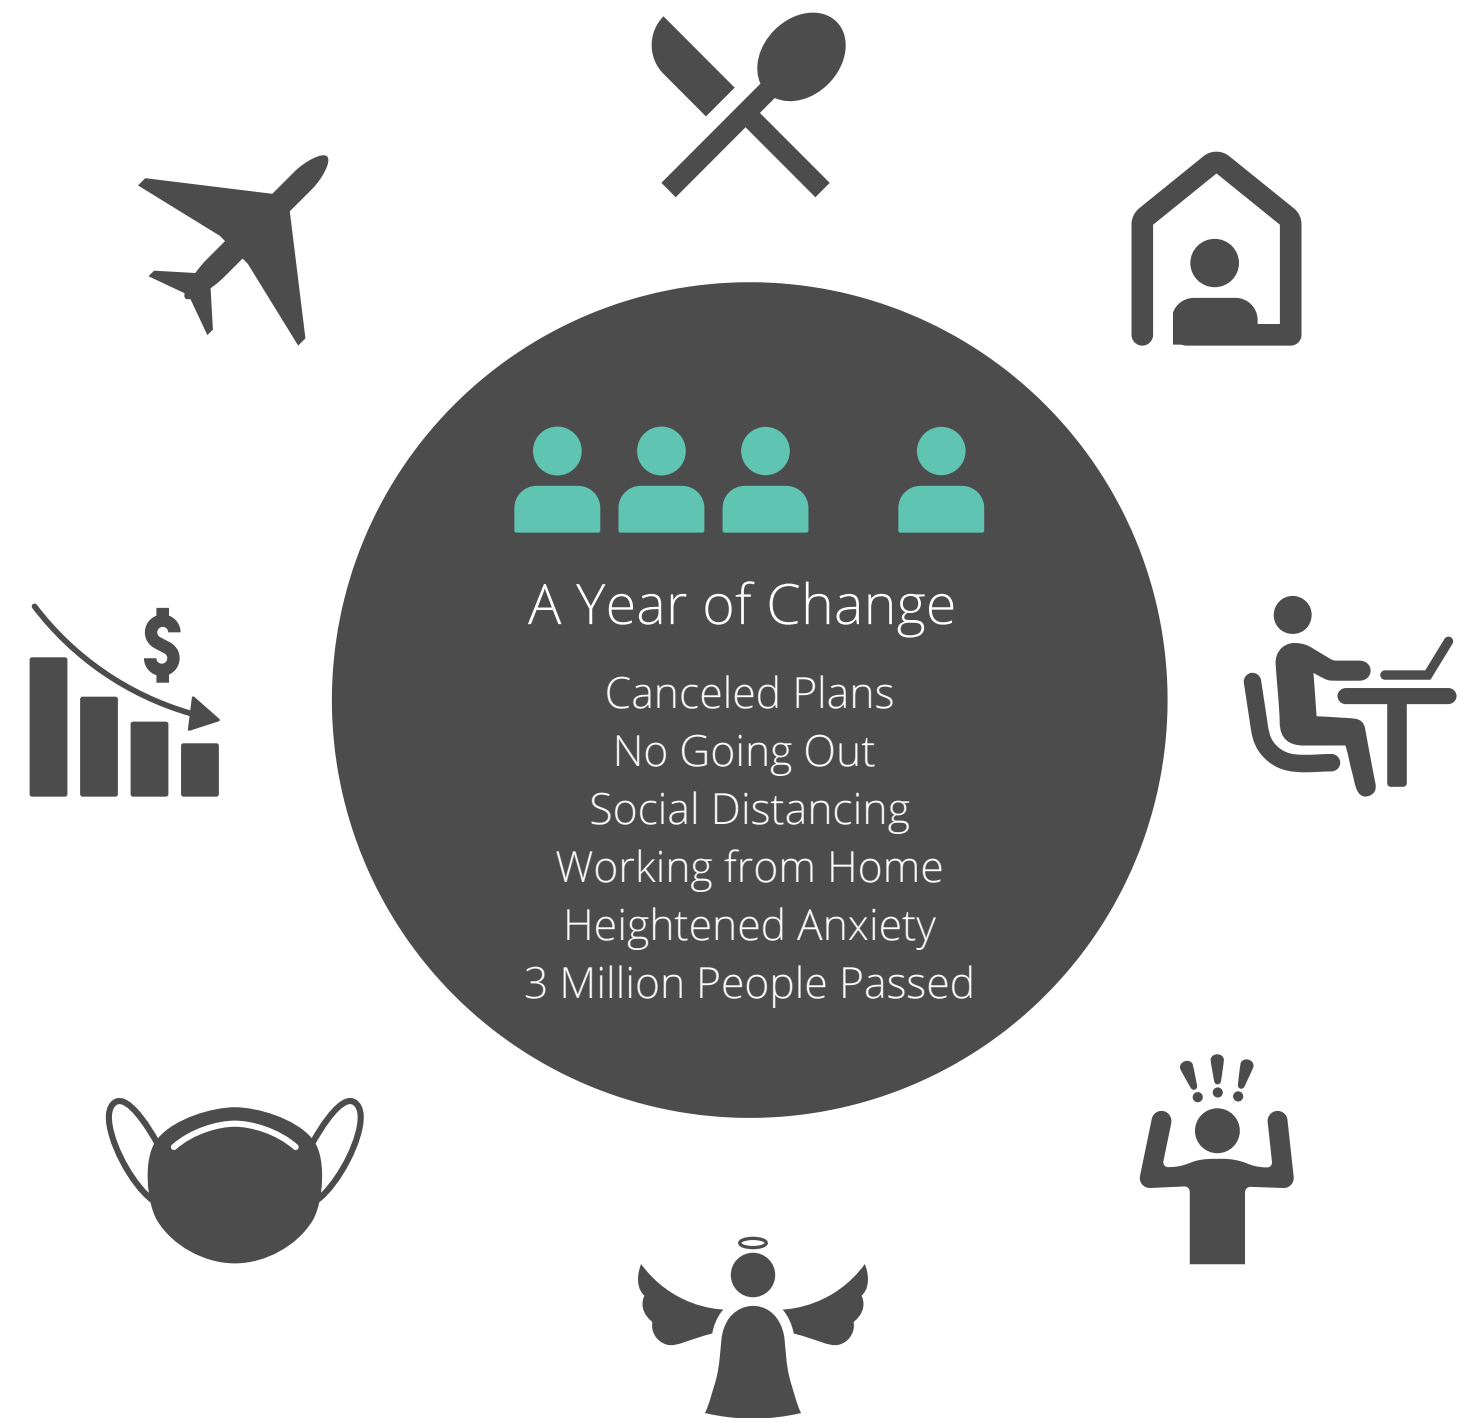 $
A Year of Change
Canceled Plans
No Going Out
Social Distancing
Working from Home
Heightened Anxiety
3 Million People Passed
! ! !